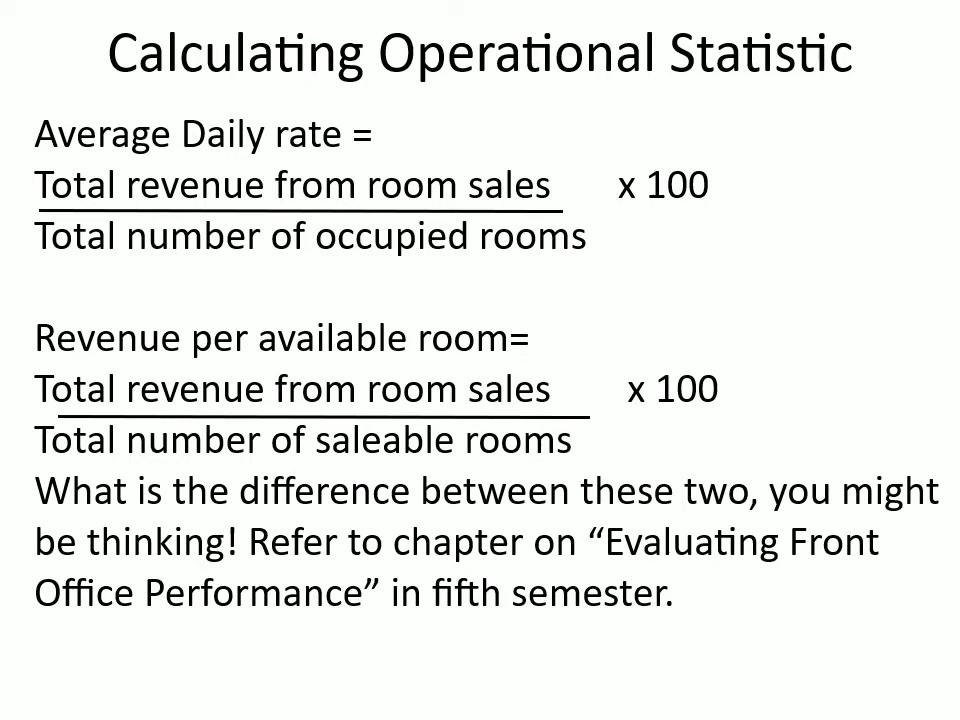 Calculating Operational Statistic
Average Daily rate =
Total revenue from room sales x 100
Total number of occupied rooms
Revenue per available room=
Total revenue from room sales x 100
Total number of saleable rooms
What is the difference between these two, you might
be thinking! Refer to chapter on “Evaluating Front
Office Performance” in fifth semester.